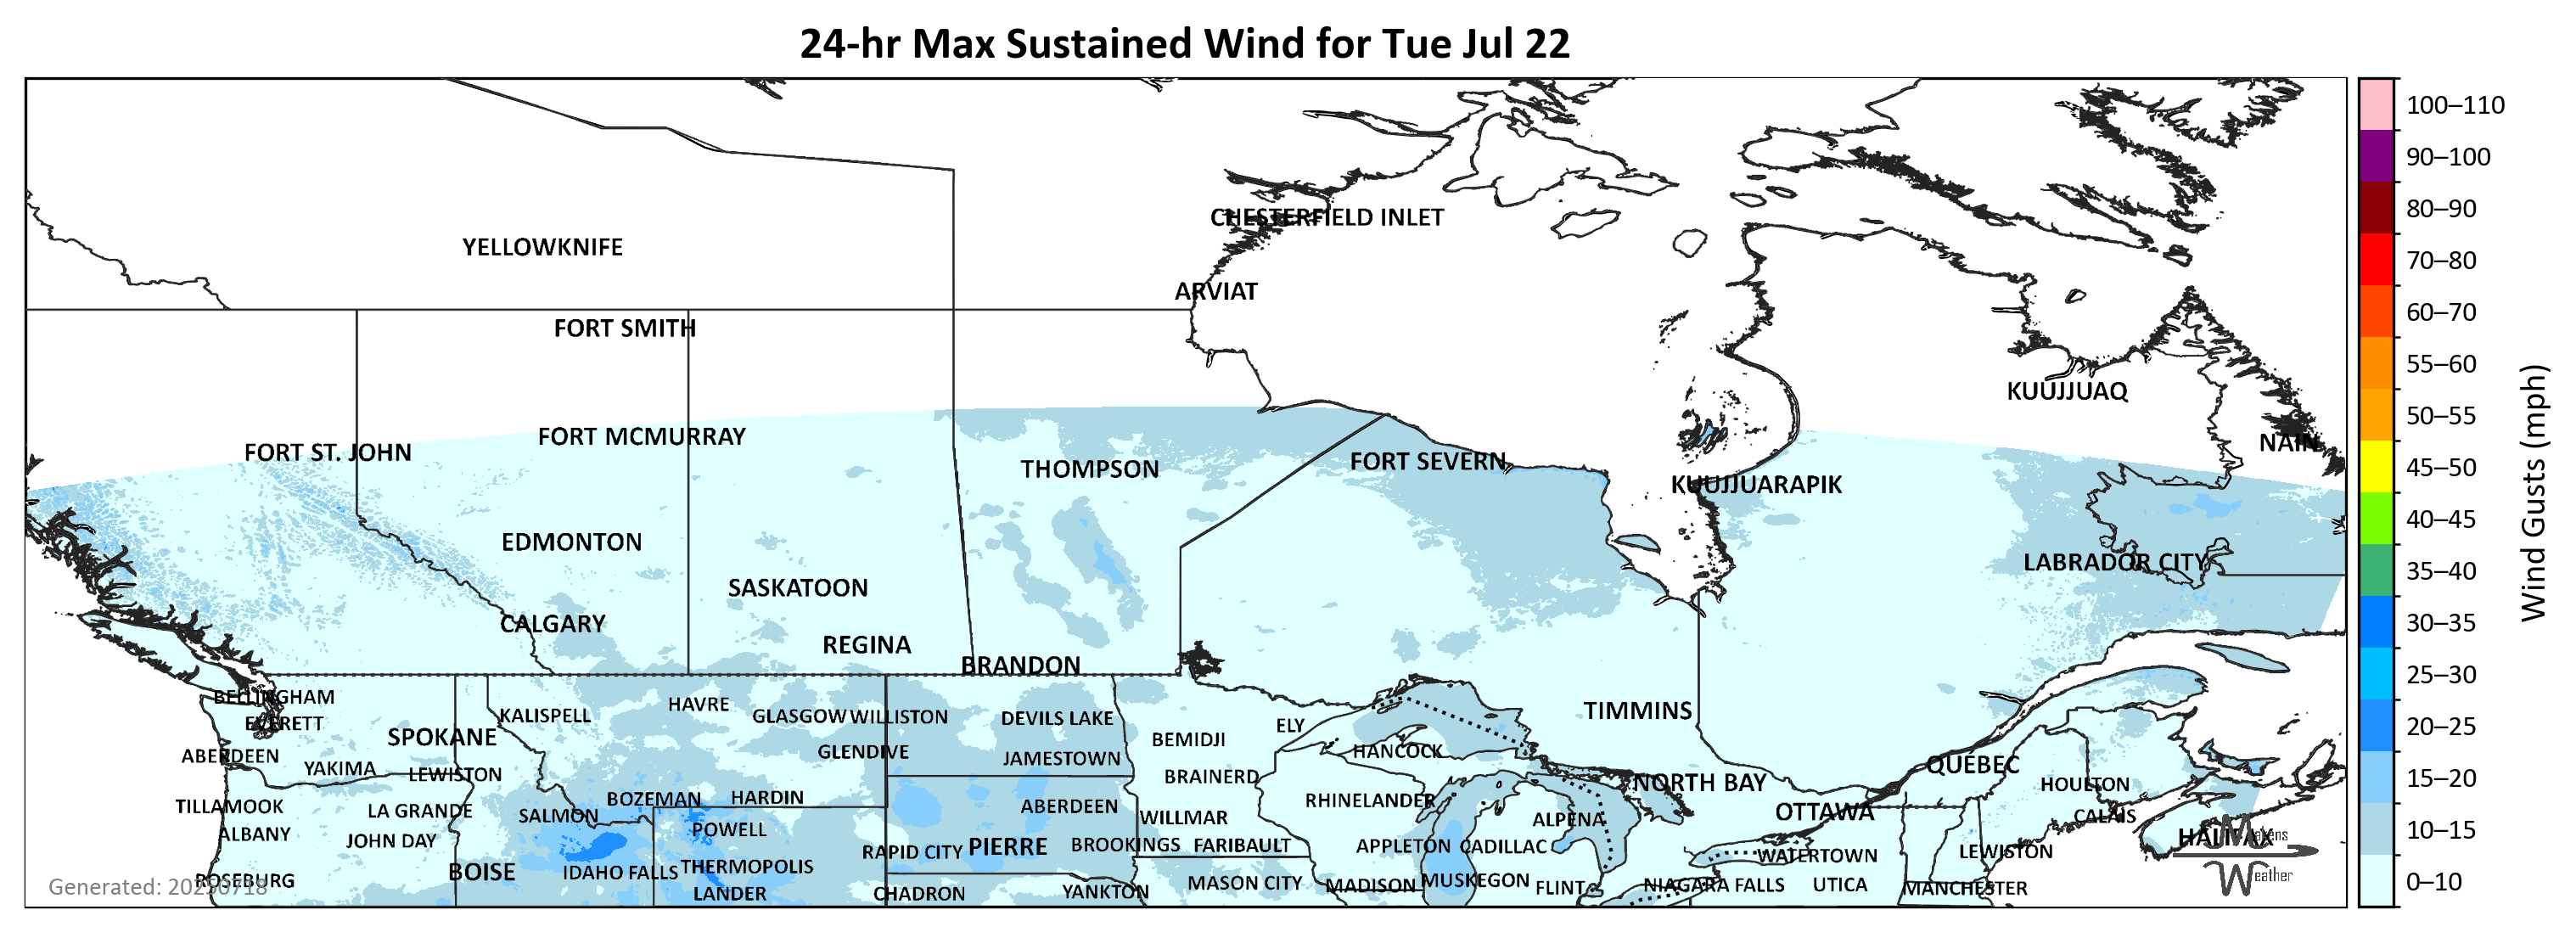 24-hr Max Sustained Wind for Tue Jul 22
100–110
90–100
CHESTERFIELD INLET
80–90
YELLOWKNIFE
70–80
ARVIAT
60–70
FORT SMITH
55–60
KUUJJUAQ
50–55
FORT MCMURRAY
NAIN
FORT ST. JOHN
FORT SEVERN
THOMPSON
45–50
KUUJJUARAPIK
40–45
EDMONTON
LABRADOR CITY
35–40
SASKATOON
CALGARY
30–35
REGINA
BRANDON
25–30
BELLINGHAM
HAVRE
TIMMINS
KALISPELL
GLASGOW
WILLISTON
DEVILS LAKE
EVERETT
ELY
20–25
SPOKANE
BEMIDJI
GLENDIVE
HANCOCK
ABERDEEN
JAMESTOWN
QUÉBEC
YAKIMA
LEWISTON
BRAINERD
15–20
NORTH BAY
HOULTON
BOZEMAN
HARDIN
RHINELANDER
TILLAMOOK
ABERDEEN
LA GRANDE
OTTAWA
SALMON
WILLMAR
CALAIS
ALPENA
POWELL
10–15
ALBANY
HALIFAX
JOHN DAY
BROOKINGS
FARIBAULT
APPLETON
CADILLAC
PIERRE
RAPID CITY
LEWISTON
WATERTOWN
THERMOPOLIS
BOISE
IDAHO FALLS
MUSKEGON
ROSEBURG
0–10
MASON CITY
MADISON
NIAGARA FALLS
UTICA
FLINT
MANCHESTER
YANKTON
LANDER
CHADRON
Generated: 20250718
Makens
Weather
Wind Gusts (mph)